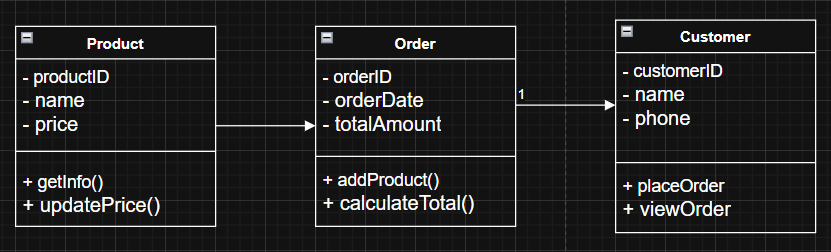 Product
- productID
- name
- price
+ getInfo()
+ updatePrice()
Order
- orderID
- orderDate
- totalAmount
+ addProduct()
+ calculateTotal()
1
Customer
- customerID
- name
- phone
+ placeOrder
+ viewOrder